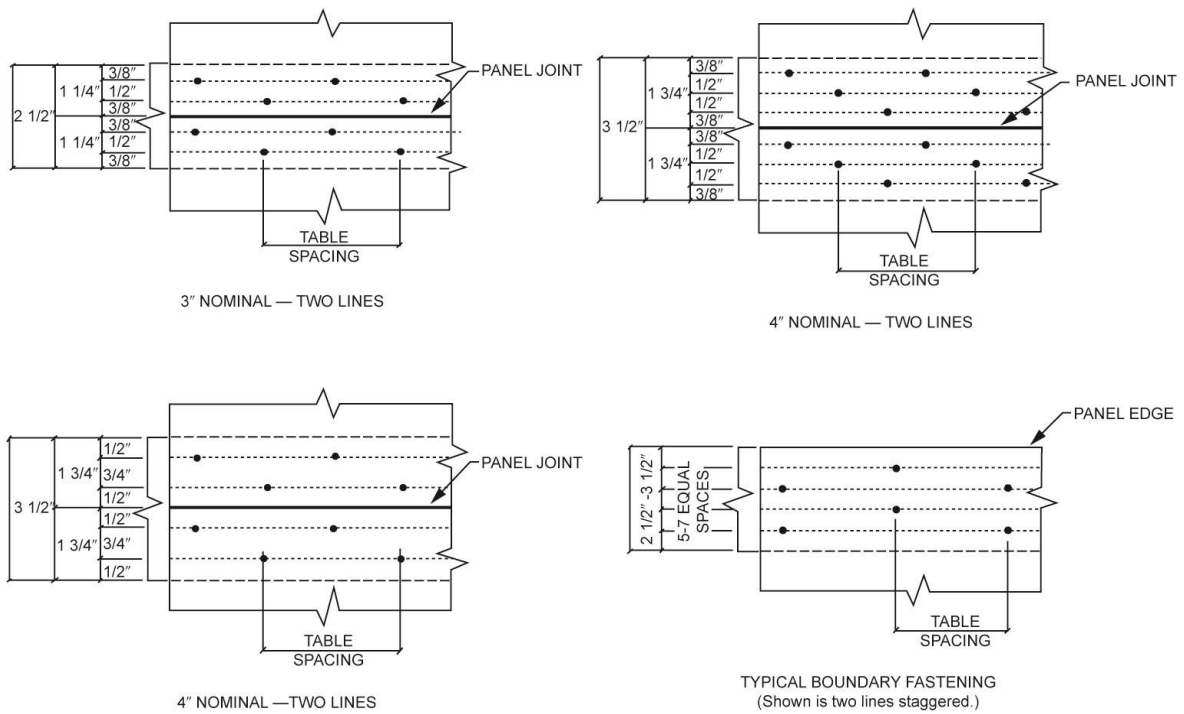 2 1/2"
1 1/4"
1 1/4"
3/8"
1/2"
3/8"
3/8"
1/2"
3/8"
PANEL JOINT
TABLE
SPACING
3" NOMINAL — TWO LINES
3 1/2"
1 3/4"
1 3/4"
3/8"
1/2"
1/2"
3/8"
3/8"
1/2"
1/2"
3/8"
PANEL JOINT
TABLE
SPACING
4" NOMINAL — TWO LINES
3 1/2"
1 3/4"
1 3/4"
1/2"
3/4"
1/2"
1/2"
3/4"
1/2"
PANEL JOINT
TABLE
SPACING
4" NOMINAL —TWO LINES
2 1/2" -3 1/2"
5-7 EQUAL
SPACES
PANEL EDGE
TABLE
SPACING
TYPICAL BOUNDARY FASTENING
(Shown is two lines staggered.)